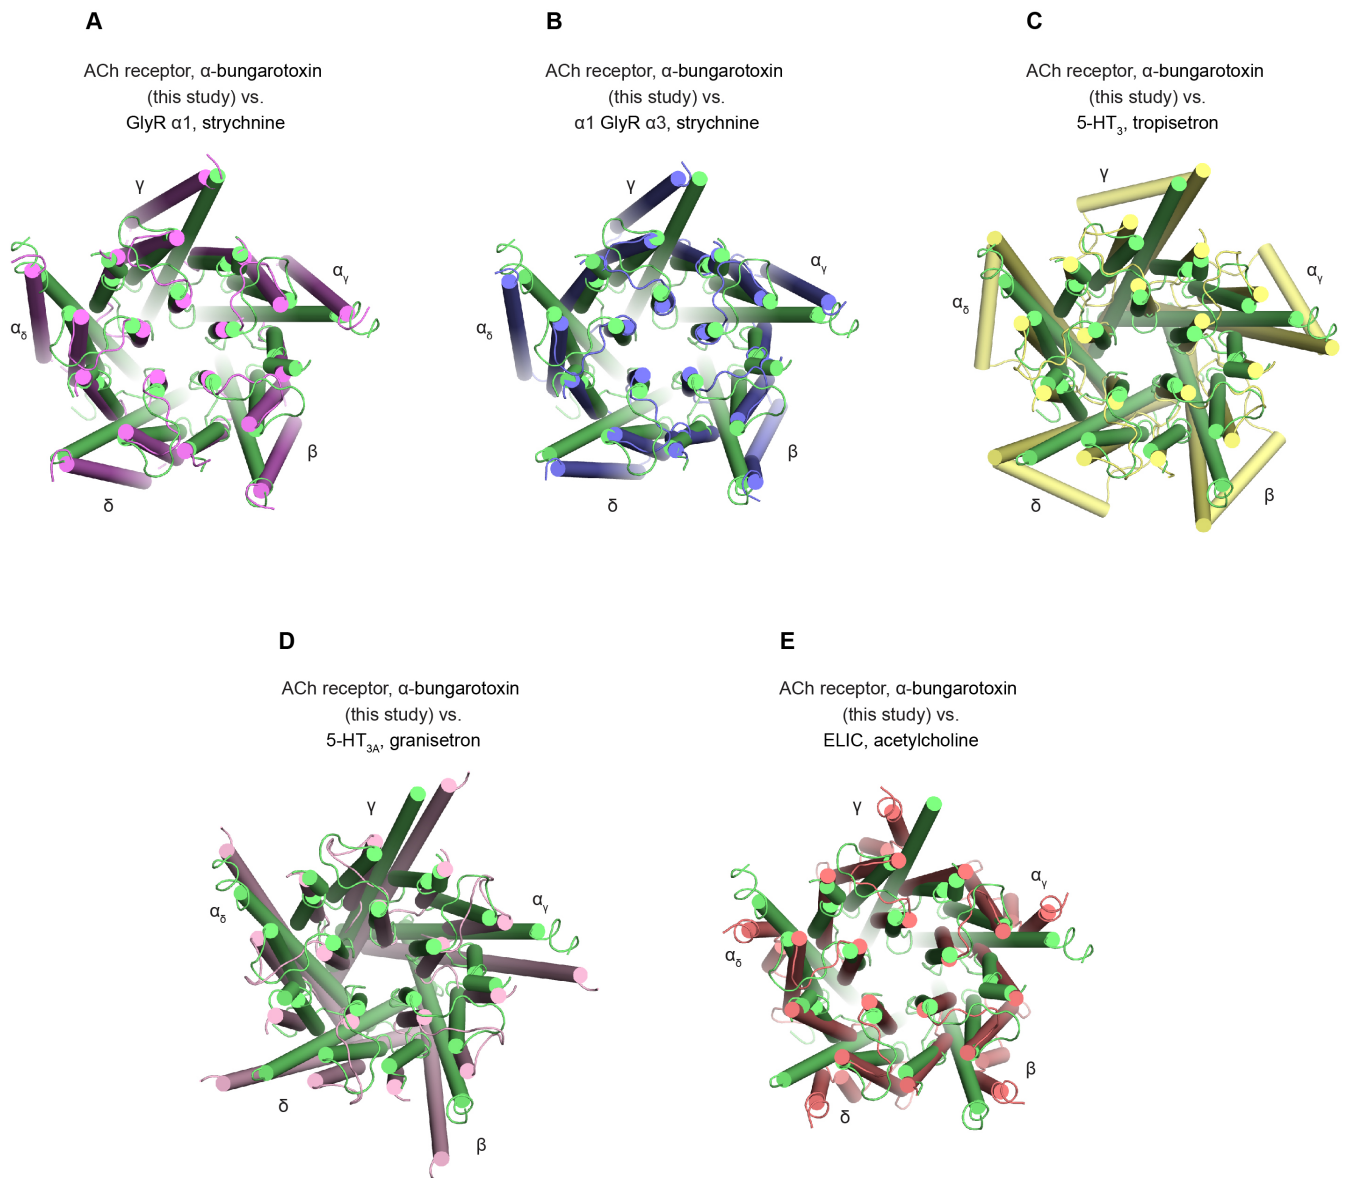 A
ACh receptor, α-bungarotoxin
(this study) vs.
GlyR α1, strychnine
γ
αγ
αδ
β
δ
B
ACh receptor, α-bungarotoxin
(this study) vs.
α1 GlyR α3, strychnine
γ
αγ
αδ
β
δ
C
ACh receptor, α-bungarotoxin
(this study) vs.
5-HT3, tropisetron
γ
αγ
αδ
β
δ
D
ACh receptor, α-bungarotoxin
(this study) vs.
5-HT3A, granisetron
γ
αγ
αδ
δ
β
E
ACh receptor, α-bungarotoxin
(this study) vs.
ELIC, acetylcholine
γ
αγ
αδ
β
δ